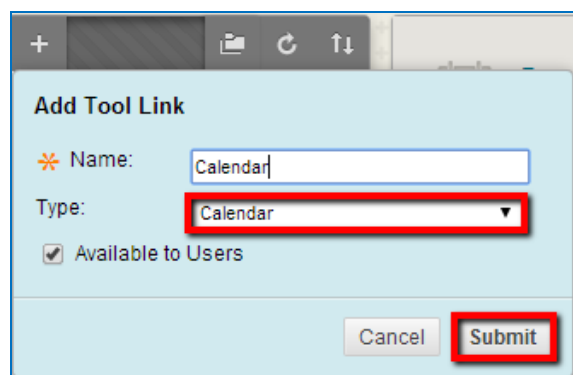 Add Tool Link
Name: Calendar
Type: Calendar
Available to Users
Cancel Submit